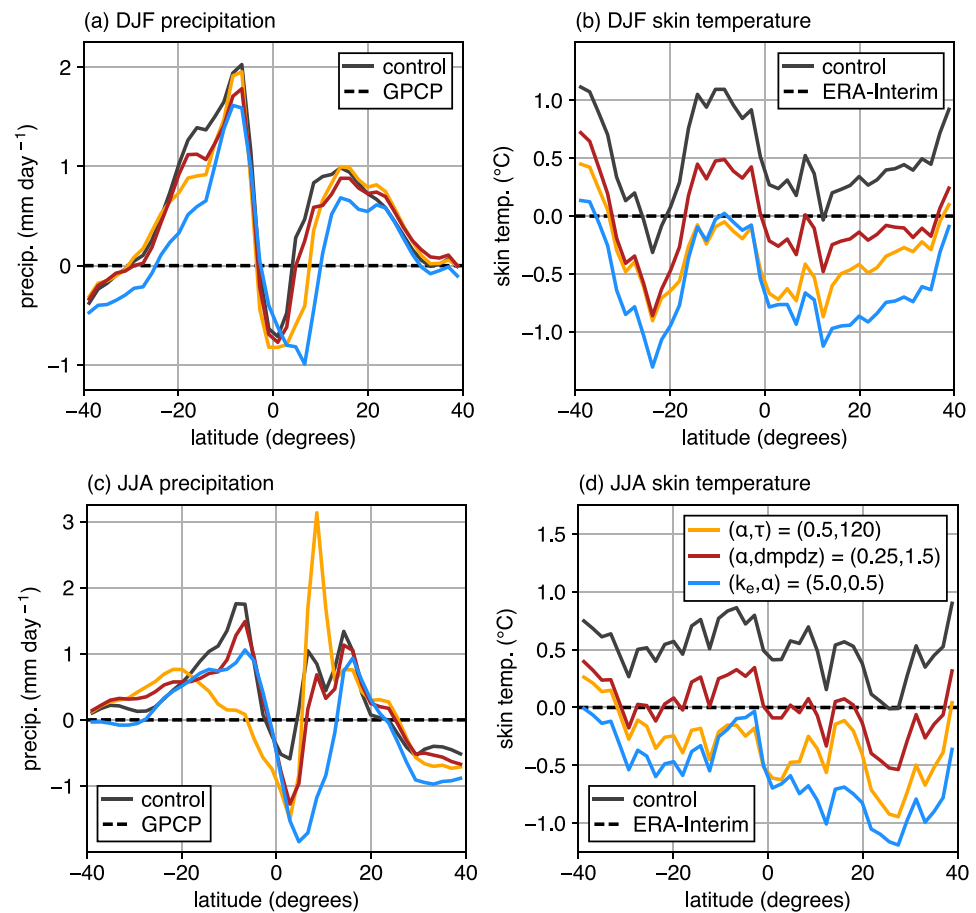 (a) DJF precipitation
precip. (mm day⁻¹)
2
1
0
−1
control
GPCP
−40
−20
0
20
40
latitude (degrees)
(b) DJF skin temperature
skin temp. (°C)
1.0
0.5
0.0
−0.5
−1.0
control
ERA-Interim
−40
−20
0
20
40
latitude (degrees)
(c) JJA precipitation
precip. (mm day⁻¹)
3
2
1
0
−1
control
GPCP
−40
−20
0
20
40
latitude (degrees)
(d) JJA skin temperature
skin temp. (°C)
1.5
1.0
0.5
0.0
−0.5
−1.0
(α,τ) = (0.5,120)
(α,dmpdz) = (0.25,1.5)
(kₑ,α) = (5.0,0.5)
control
ERA-Interim
−40
−20
0
20
40
latitude (degrees)